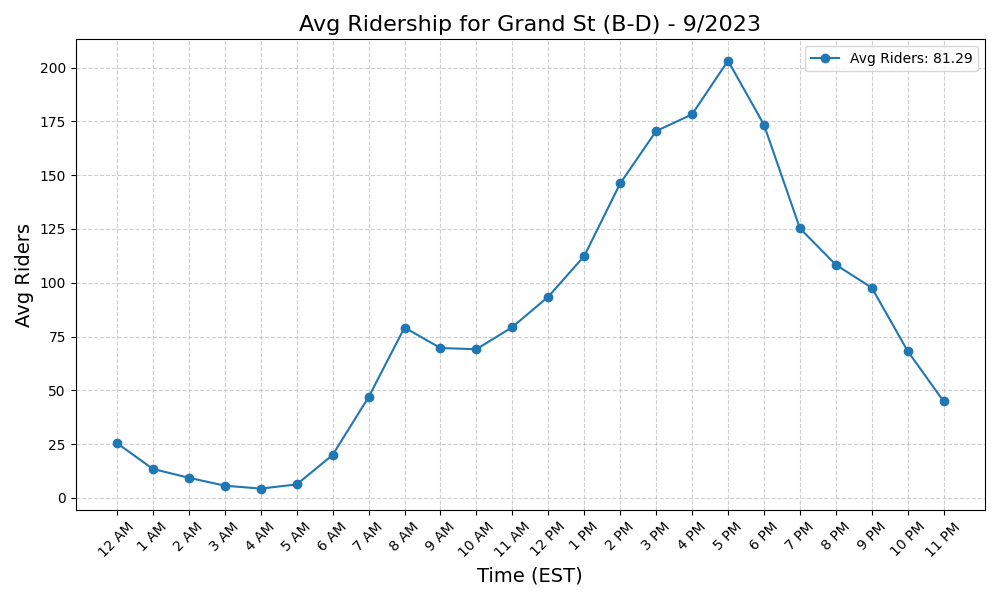 Avg Ridership for Grand St (B-D) - 9/2023
Avg Riders: 81.29
Avg Riders
200
175
150
125
100
75
50
25
0
12 AM
1 AM
2 AM
3 AM
4 AM
5 AM
6 AM
7 AM
8 AM
9 AM
10 AM
11 AM
12 PM
1 PM
2 PM
3 PM
4 PM
5 PM
6 PM
7 PM
8 PM
9 PM
10 PM
11 PM
Time (EST)